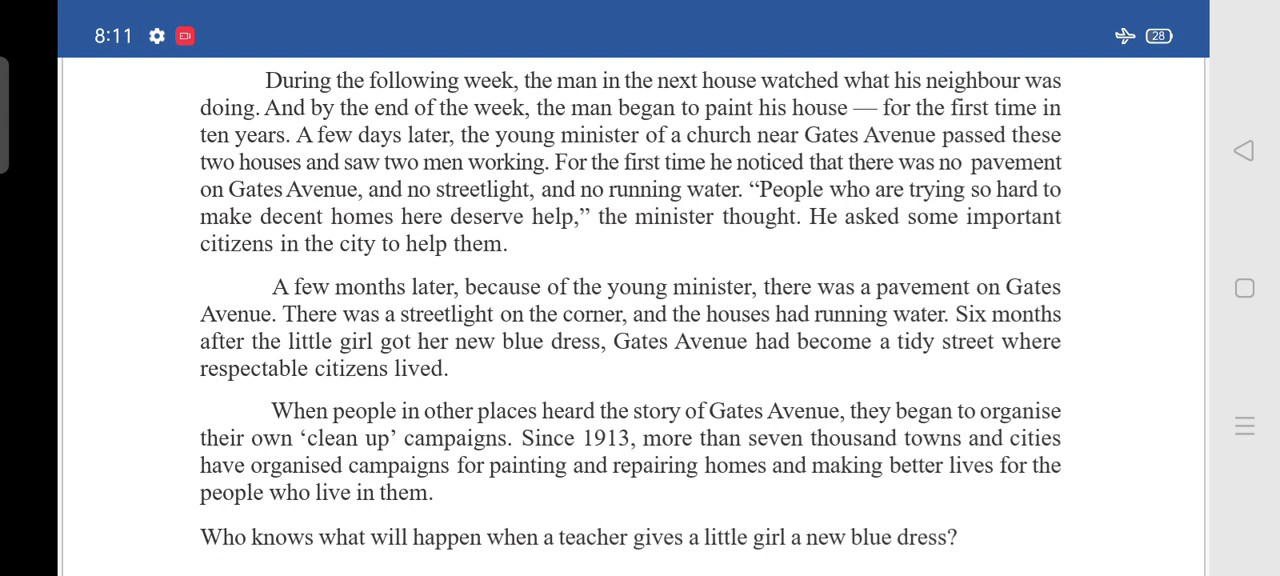 8:11
28
During the following week, the man in the next house watched what his neighbour was
doing. And by the end of the week, the man began to paint his house — for the first time in
ten years. A few days later, the young minister of a church near Gates Avenue passed these
two houses and saw two men working. For the first time he noticed that there was no pavement
on Gates Avenue, and no streetlight, and no running water. “People who are trying so hard to
make decent homes here deserve help,” the minister thought. He asked some important
citizens in the city to help them.
A few months later, because of the young minister, there was a pavement on Gates
Avenue. There was a streetlight on the corner, and the houses had running water. Six months
after the little girl got her new blue dress, Gates Avenue had become a tidy street where
respectable citizens lived.
When people in other places heard the story of Gates Avenue, they began to organise
their own ‘clean up’ campaigns. Since 1913, more than seven thousand towns and cities
have organised campaigns for painting and repairing homes and making better lives for the
people who live in them.
Who knows what will happen when a teacher gives a little girl a new blue dress?